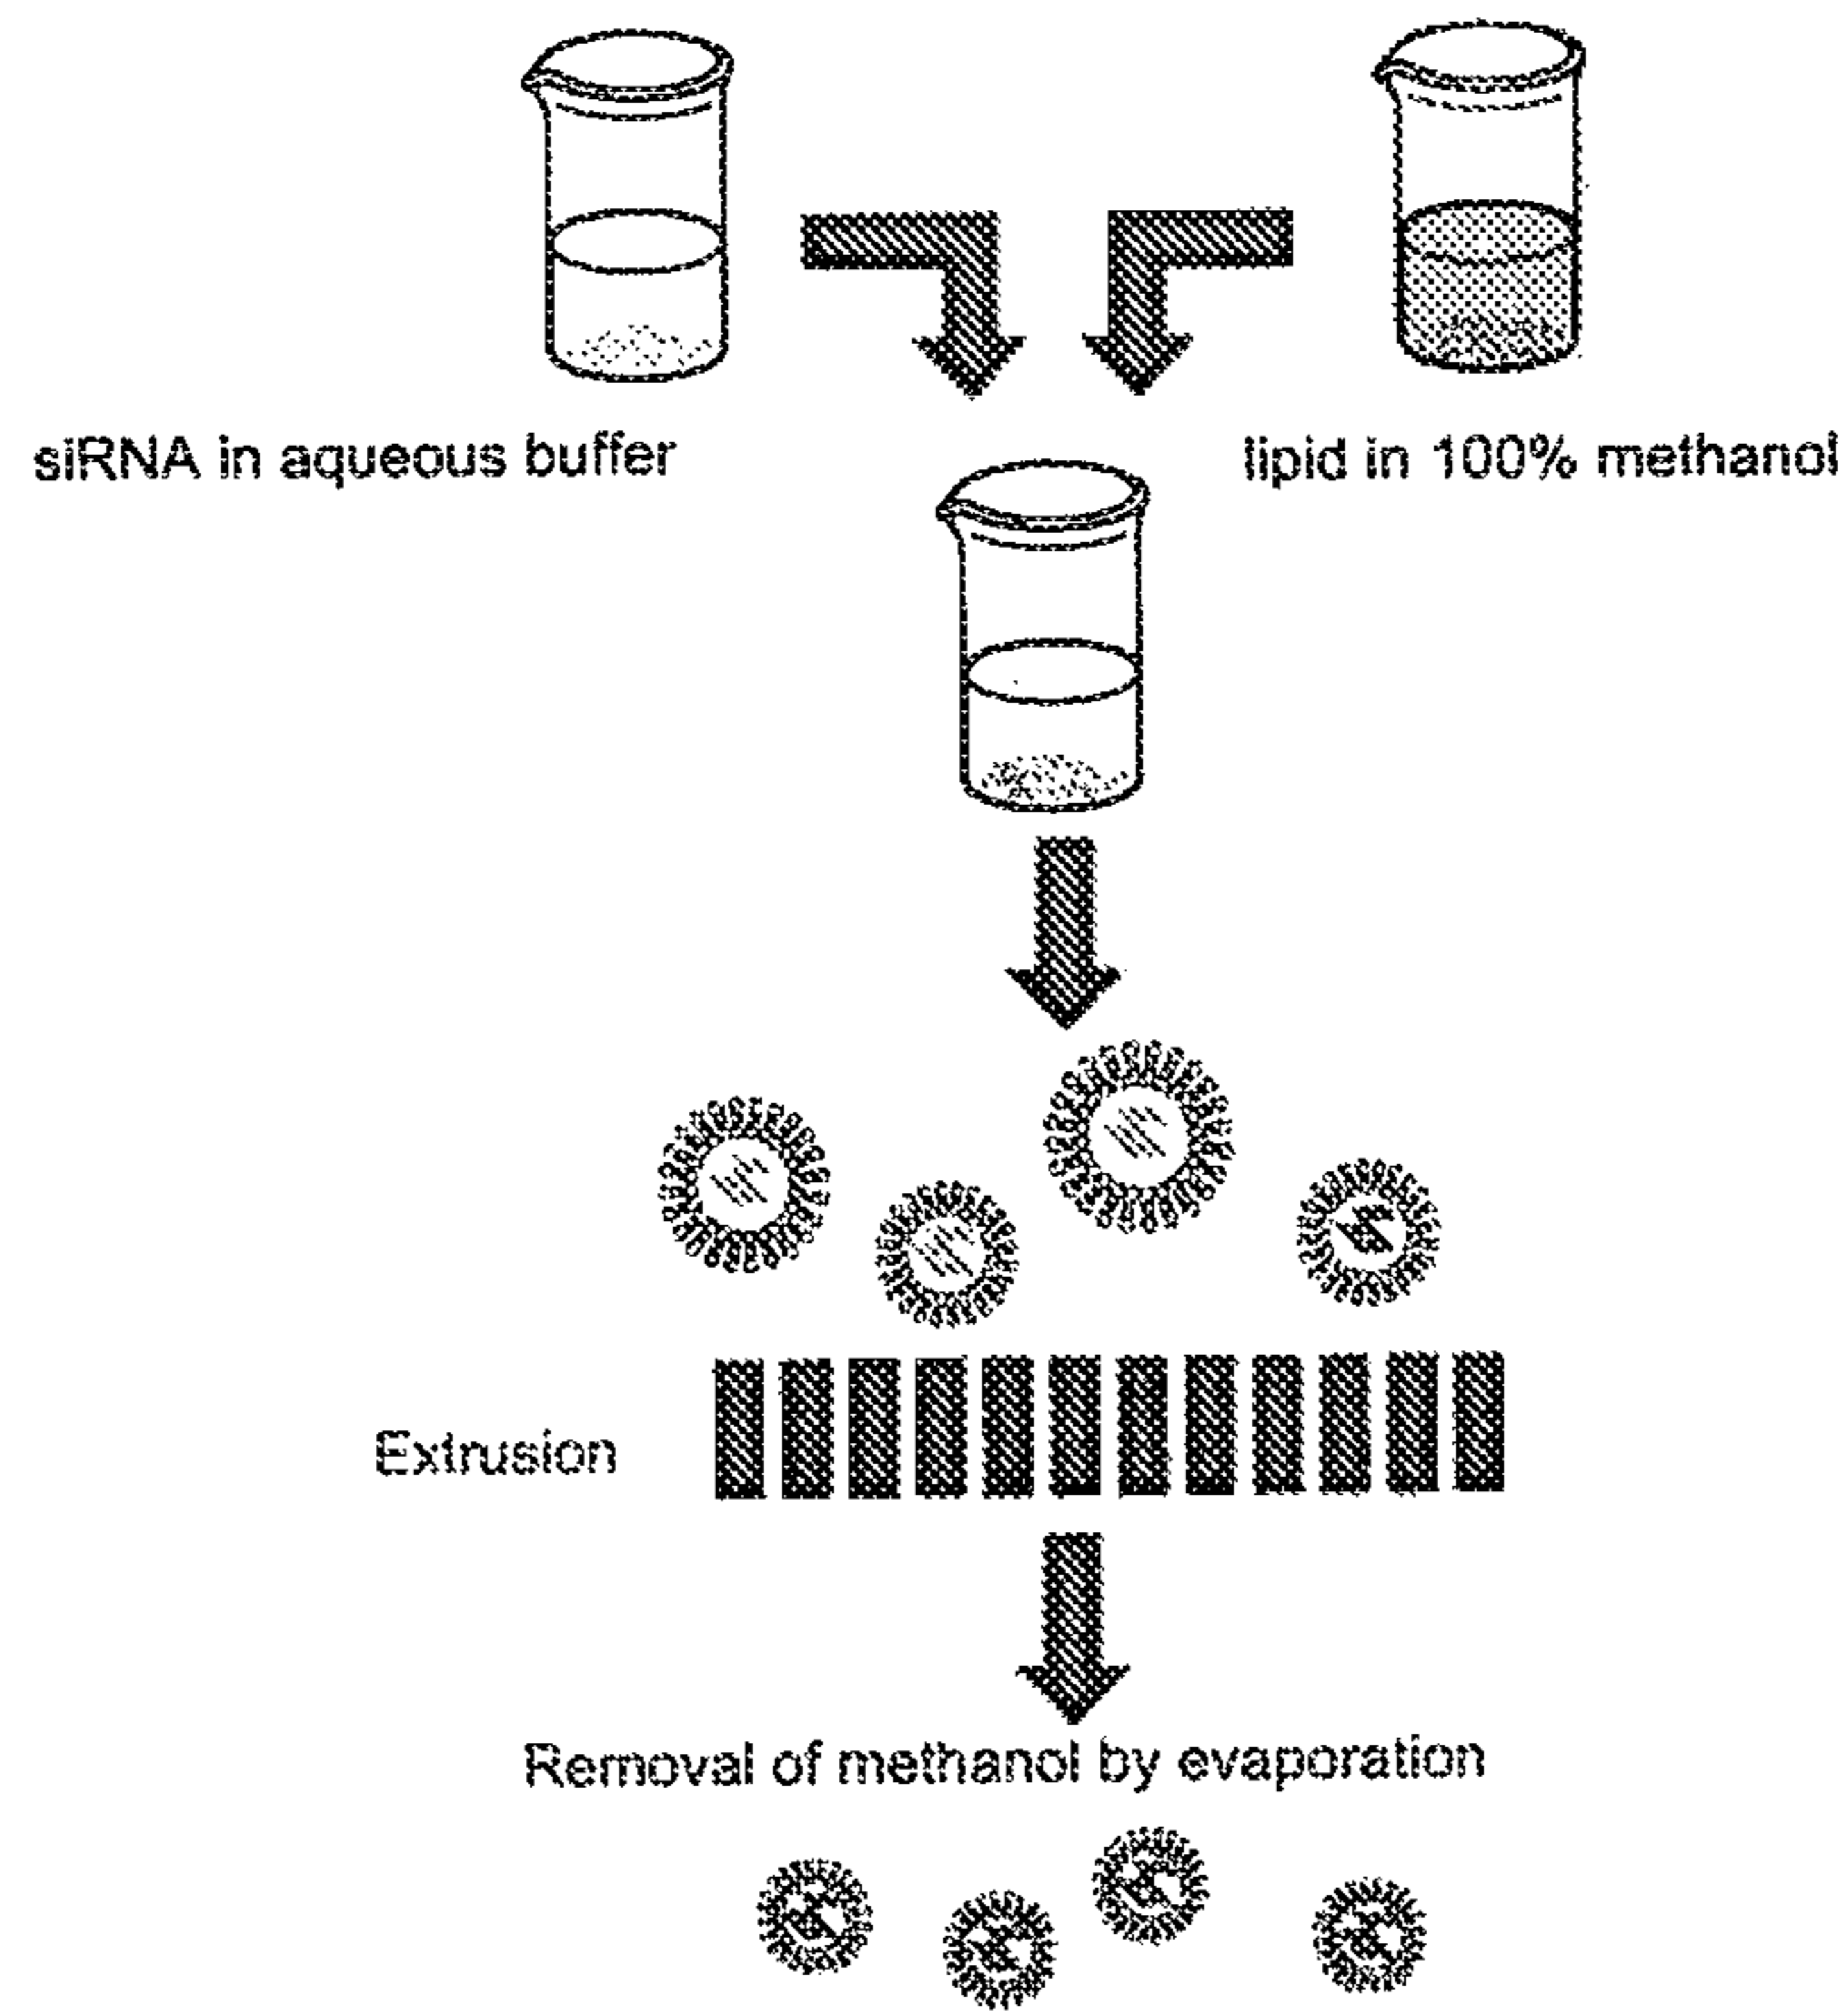 siRNA in aqueous buffer
lipid in 100% methanol
Extrusion
Removal of methanol by evaporation